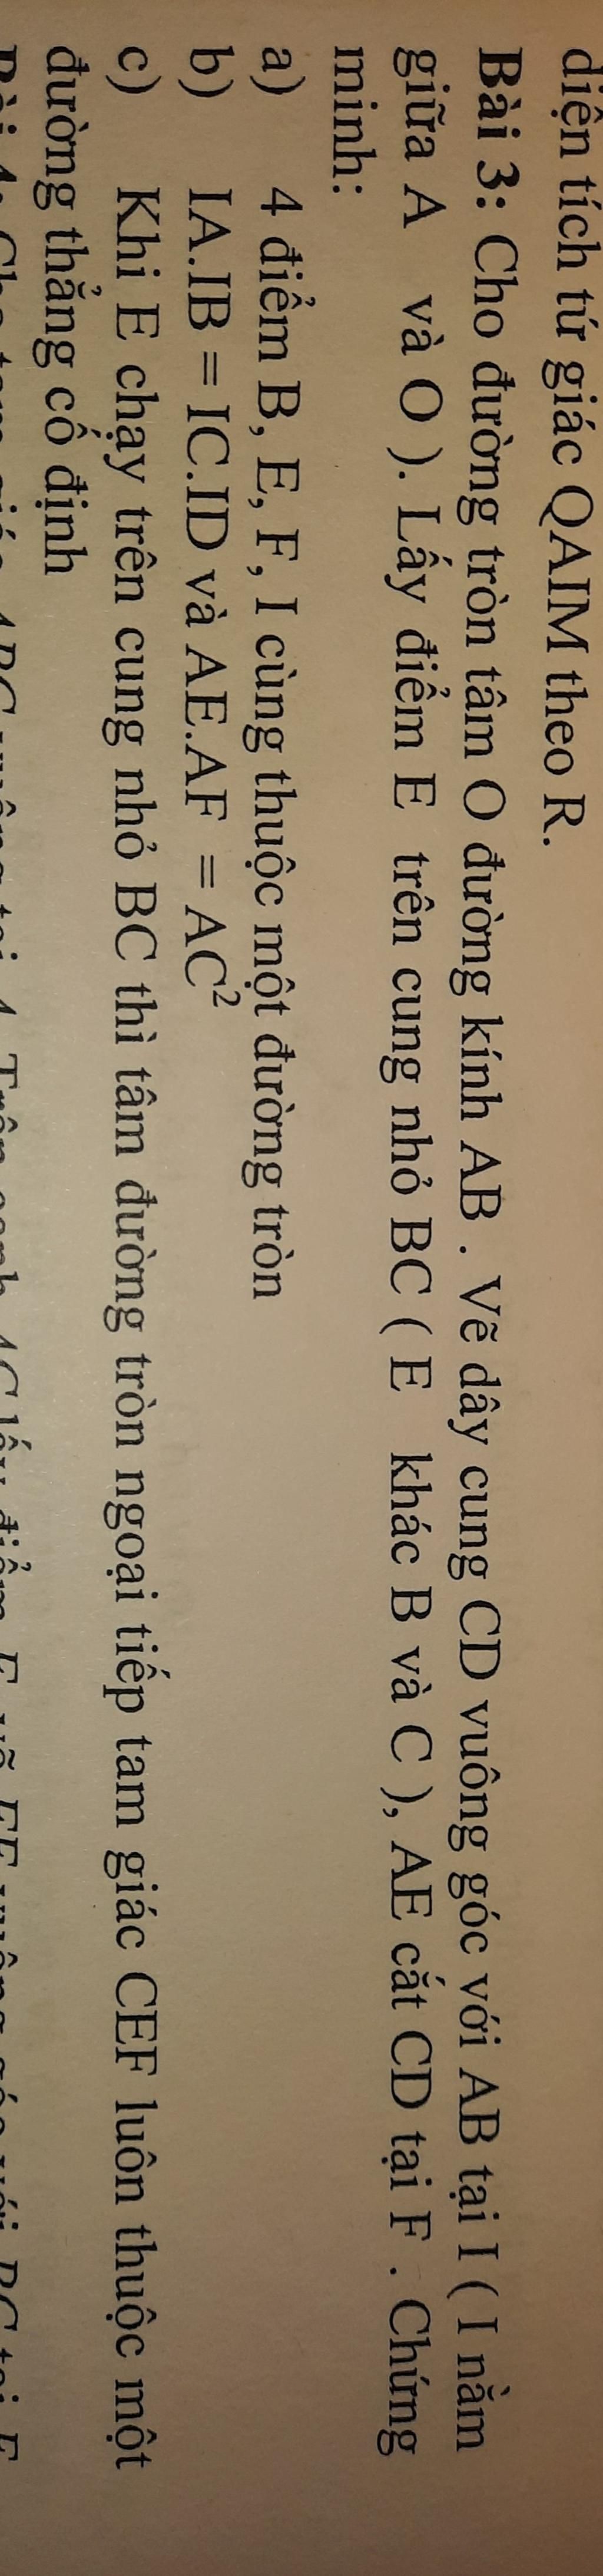 diện tích tứ giác QAIM theo R.
Bài 3: Cho đường tròn tâm O đường kính AB . Vẽ dây cung CD vuông góc với AB tại I ( I nằm
giữa A và O ). Lấy điểm E trên cung nhỏ BC ( E khác B và C ), AE cắt CD tại F . Chứng
minh:
a) 4 điểm B, E, F, I cùng thuộc một đường tròn
b) IA.IB = IC.ID và AE.AF = AC²
c) Khi E chạy trên cung nhỏ BC thì tâm đường tròn ngoại tiếp tam giác CEF luôn thuộc một
đường thẳng cố định